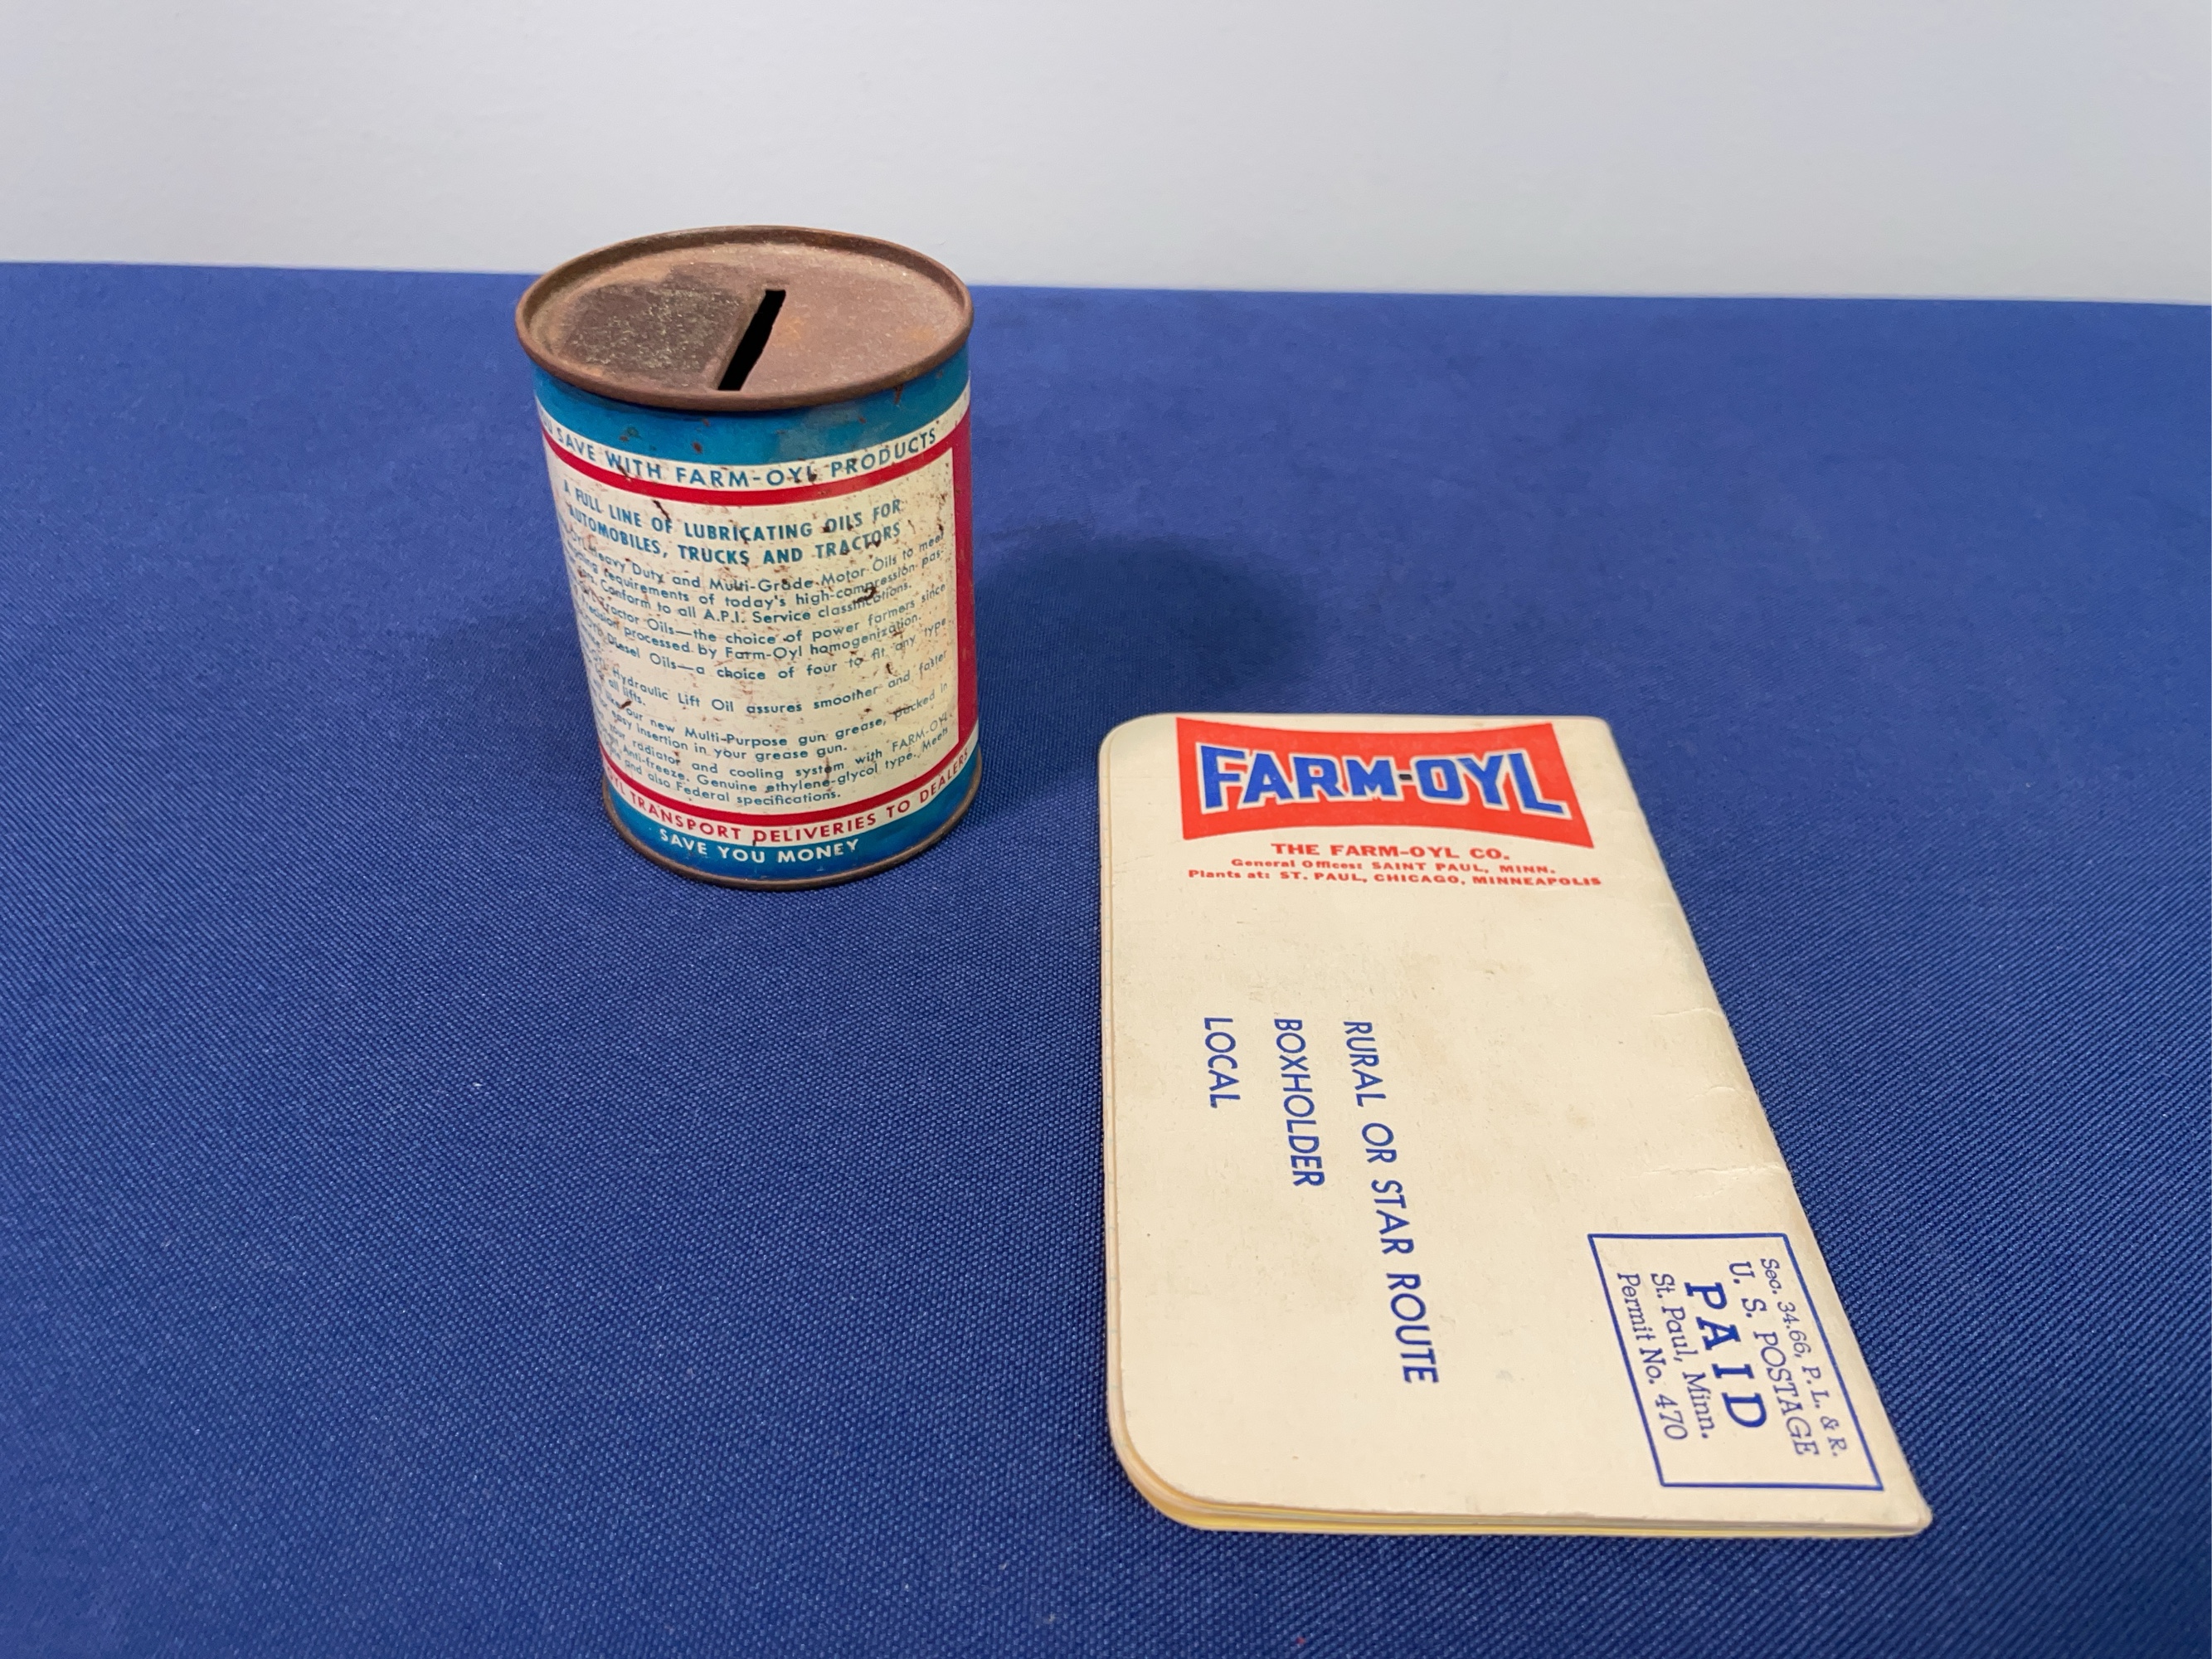 SAVE WITH FARM-OYL PRODUCTS
A FULL LINE OF LUBRICATING OILS FOR
AUTOMOBILES, TRUCKS AND TRACTORS
Heavy Duty and Multi-Grade Motor Oils to meet
requirements of today's high-compression pas-
Conform to all A.P.I. Service classifications.
Tractor Oils—the choice of power farmers since
processed by Farm-Oyl homogenization.
Diesel Oils—a choice of four to fit any type
Hydraulic Lift Oil assures smoother and faster
all lifts.
our new Multi-Purpose gun grease, packed in
easy insertion in your grease gun.
your radiator and cooling system with FARM-OYL
Anti-freeze. Genuine ethylene-glycol type. Meets
and also Federal specifications.
TRANSPORT DELIVERIES TO DEALERS
SAVE YOU MONEY
FARM-OYL
THE FARM-OYL CO.
General Offices: SAINT PAUL, MINN.
Plants at: ST. PAUL, CHICAGO, MINNEAPOLIS
Sec. 34.66, P. L. & R.
U. S. POSTAGE
PAID
St. Paul, Minn.
Permit No. 470
RURAL OR STAR ROUTE
BOXHOLDER
LOCAL